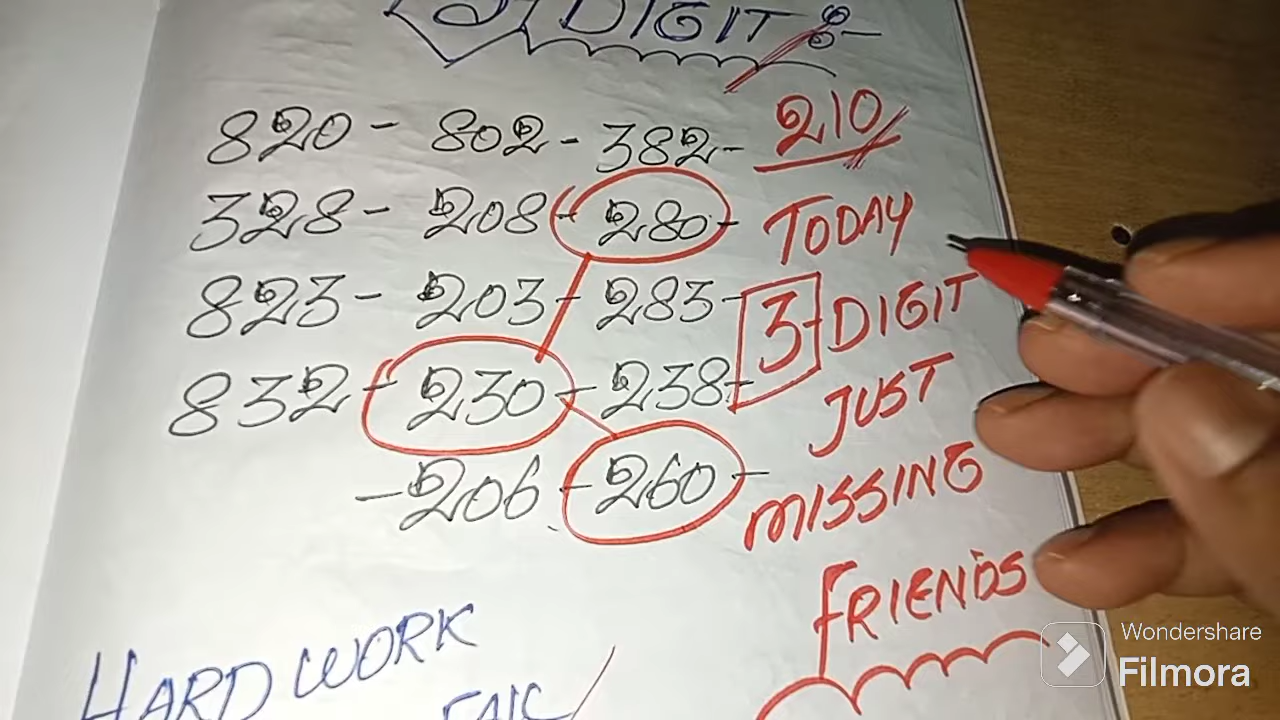 3 DIGIT :-
820 - 802 - 382 - 210
328 - 208 - 280 - TODAY
823 - 203 - 283 - 3-DIGIT
832 - 230 - 238 - JUST
- 206 - 260 - MISSING
FRIENDS
HARD WORK
Wondershare
Filmora